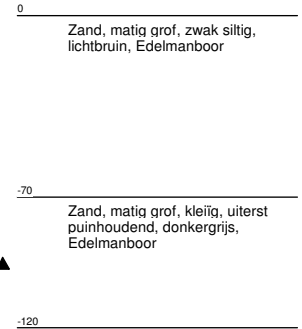 0
Zand, matig grof, zwak siltig,
lichtbruin, Edelmanboor
-70
Zand, matig grof, kleiïg, uiterst
puinhoudend, donkergrijs,
Edelmanboor
-120